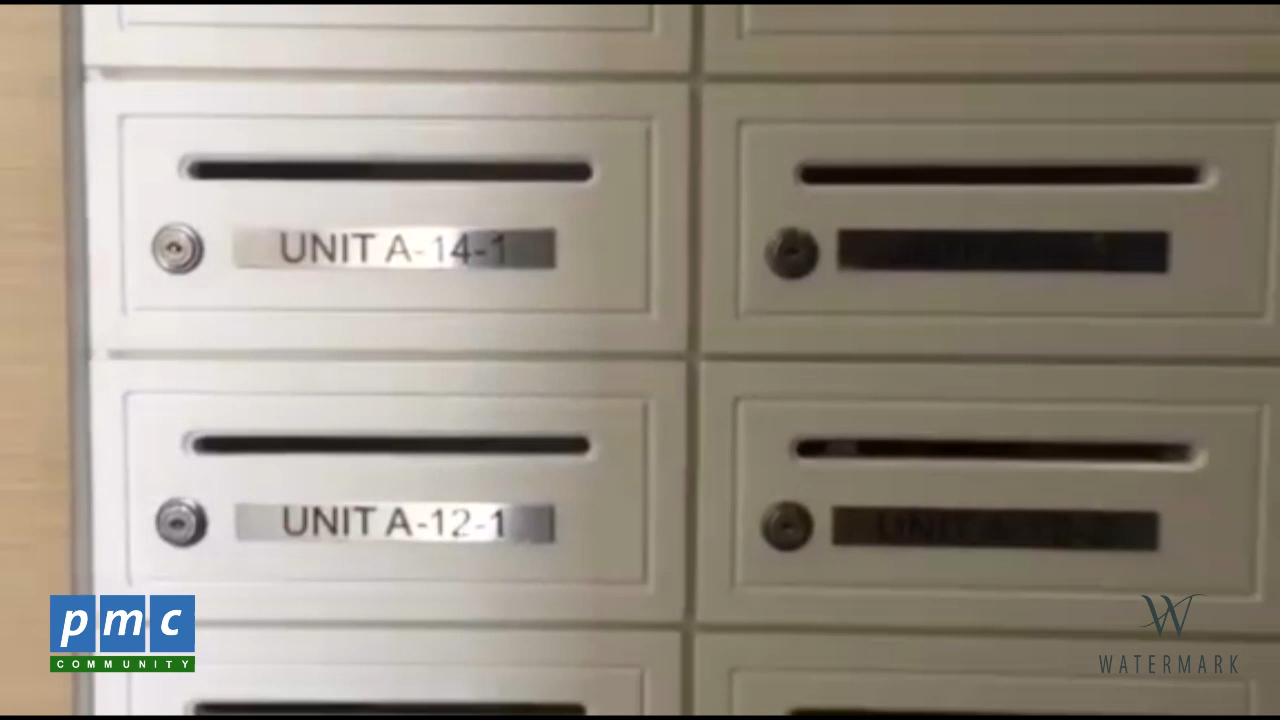 UNIT A-14-1
UNIT A-12-1
pmc
COMMUNITY
W
WATERMARK